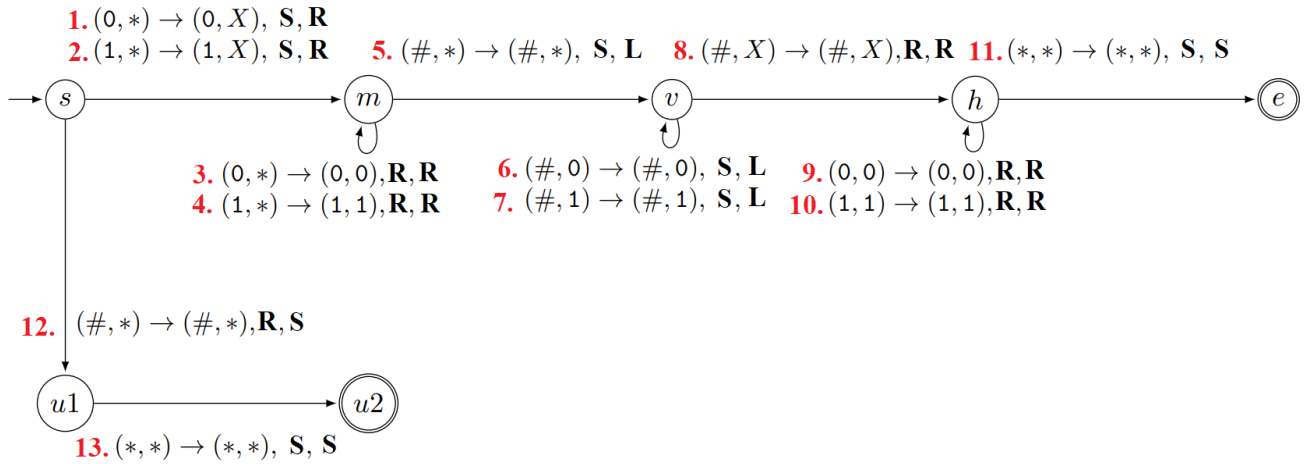 1. (0, ∗) → (0, X), S, R
2. (1, ∗) → (1, X), S, R
5. (#, ∗) → (#, ∗), S, L
8. (#, X) → (#, X),R, R
11. (∗, ∗) → (∗, ∗), S, S
s
m
v
h
e
3. (0, ∗) → (0, 0),R, R
4. (1, ∗) → (1, 1),R, R
6. (#, 0) → (#, 0), S, L
7. (#, 1) → (#, 1), S, L
9. (0, 0) → (0, 0),R, R
10. (1, 1) → (1, 1),R, R
12. (#, ∗) → (#, ∗),R, S
u1
u2
13. (∗, ∗) → (∗, ∗), S, S